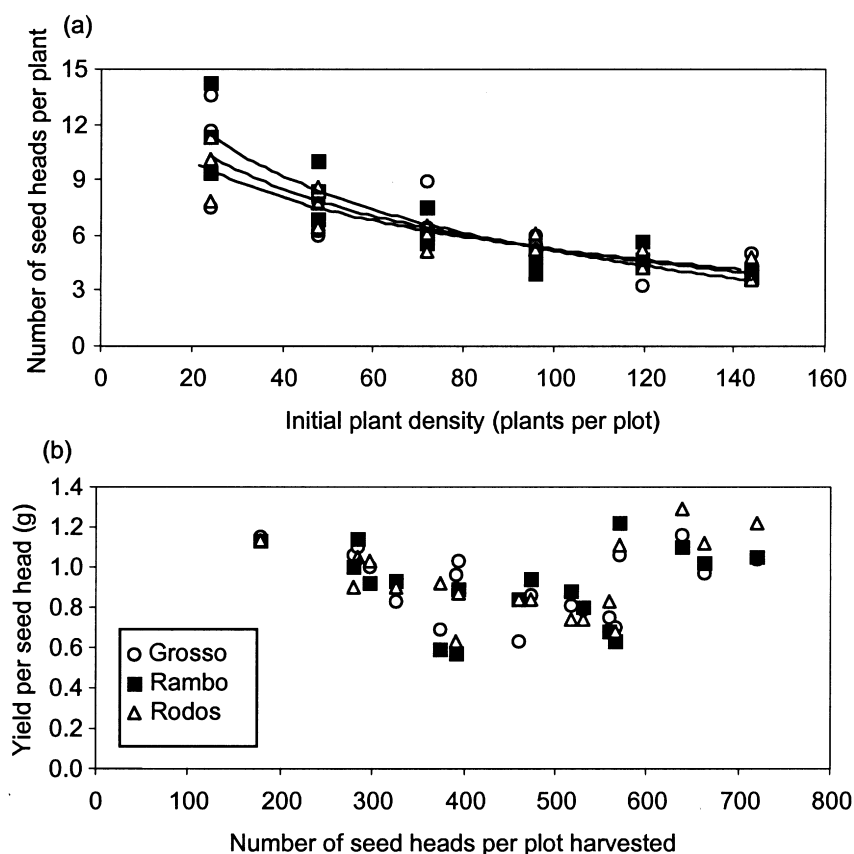 (a)
Number of seed heads per plant
15
12
9
6
3
0
0 20 40 60 80 100 120 140 160
Initial plant density (plants per plot)
(b)
Yield per seed head (g)
1.4
1.2
1.0
0.8
0.6
0.4
0.2
0.0
Grosso
Rambo
Rodos
0 100 200 300 400 500 600 700 800
Number of seed heads per plot harvested